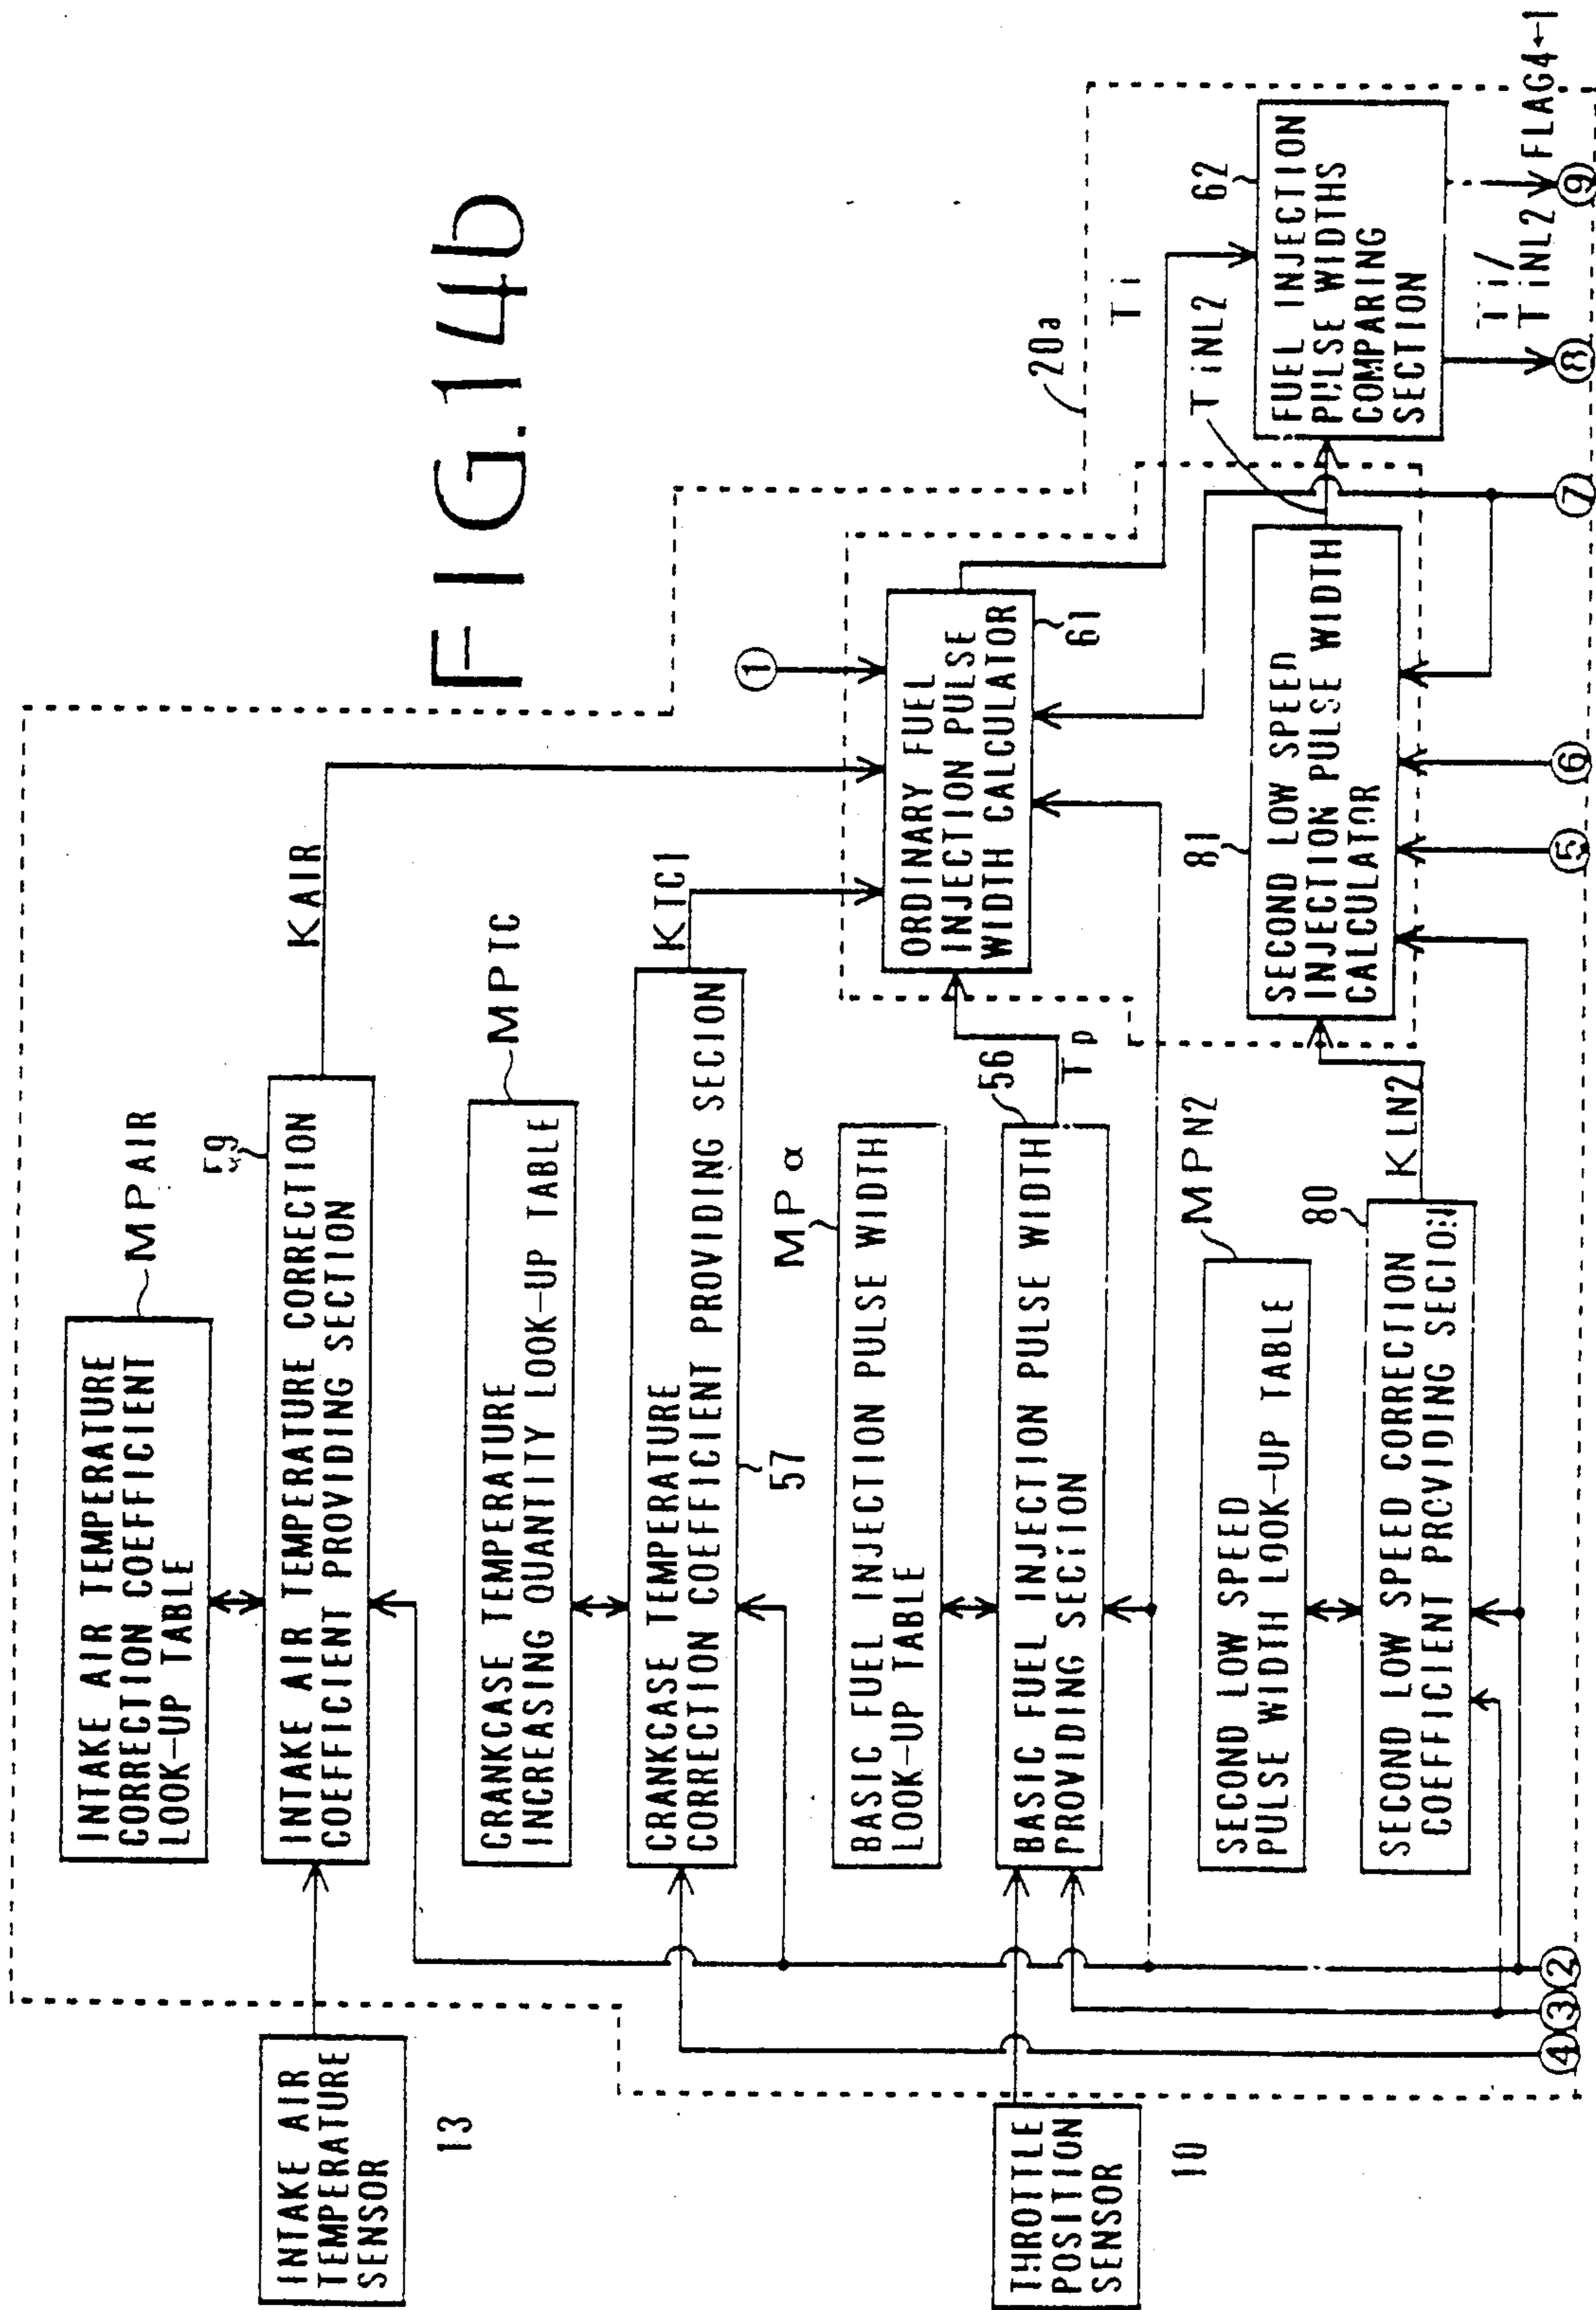 FIG.14b
INTAKE AIR
TEMPERATURE
SENSOR
13
INTAKE AIR TEMPERATURE
CORRECTION COEFFICIENT
LOOK-UP TABLE
MPAIR
INTAKE AIR TEMPERATURE CORRECTION
COEFFICIENT PROVIDING SECTION
59
KAIR
CRANKCASE TEMPERATURE
INCREASING QUANTITY LOOK-UP TABLE
MPTC
CRANKCASE TEMPERATURE
CORRECTION COEFFICIENT PROVIDING SECION
57
KTC1
THROTTLE
POSITION
SENSOR
10
BASIC FUEL INJECTION PULSE WIDTH
LOOK-UP TABLE
MPα
BASIC FUEL INJECTION PULSE WIDTH
PROVIDING SECTION
56
Tp
1
ORDINARY FUEL
INJECTION PULSE
WIDTH CALCULATOR
61
20a
Ti
SECOND LOW SPEED
PULSE WIDTH LOOK-UP TABLE
MPN2
SECOND LOW SPEED CORRECTION
COEFFICIENT PROVIDING SECION
80
KLN2
SECOND LOW SPEED
INJECTION PULSE WIDTH
CALCULATOR
81
TiNL2
FUEL INJECTION
PULSE WIDTHS
COMPARING
SECTION
62
Ti/
TiNL2
FLAG4←1
4
3
2
5
6
7
8
9